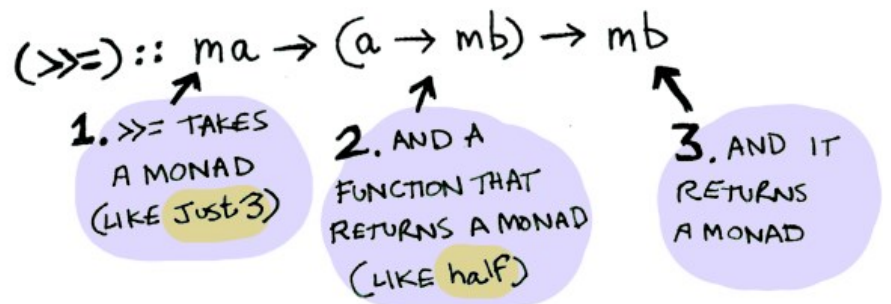 (>>=) :: ma → (a → mb) → mb
1. >>= TAKES
A MONAD
(LIKE Just 3)
2. AND A
FUNCTION THAT
RETURNS A MONAD
(LIKE half)
3. AND IT
RETURNS
A MONAD